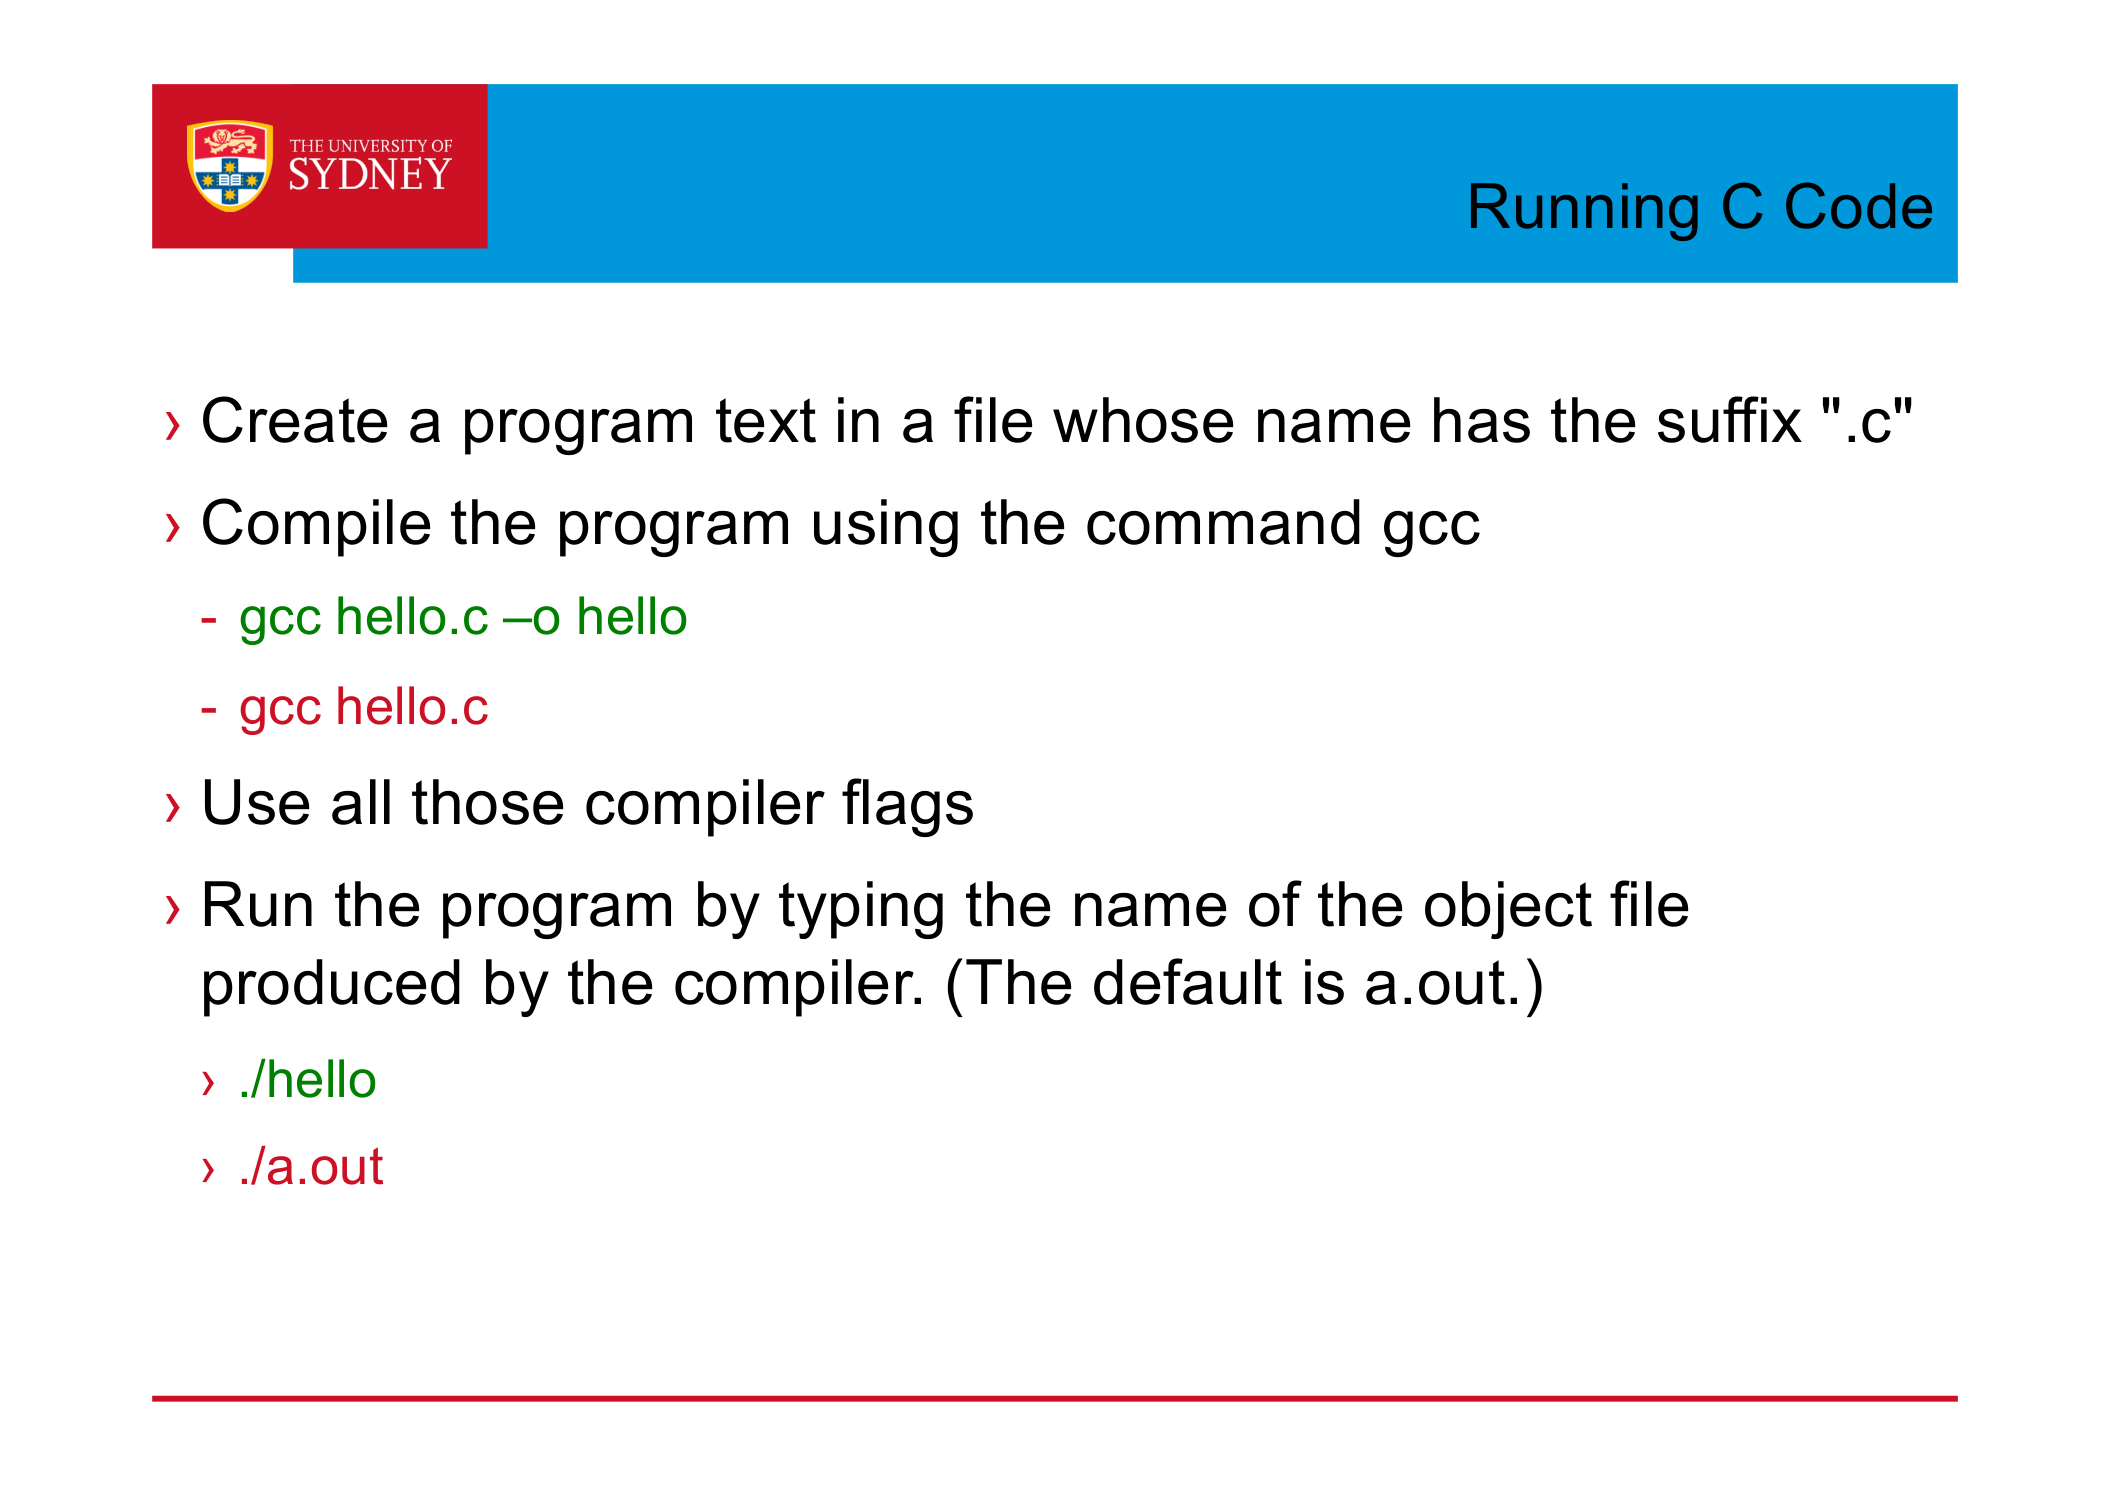 THE UNIVERSITY OF
SYDNEY
Running C Code
› Create a program text in a file whose name has the suffix ".c"
› Compile the program using the command gcc
- gcc hello.c –o hello
- gcc hello.c
› Use all those compiler flags
› Run the program by typing the name of the object file
produced by the compiler. (The default is a.out.)
› ./hello
› ./a.out